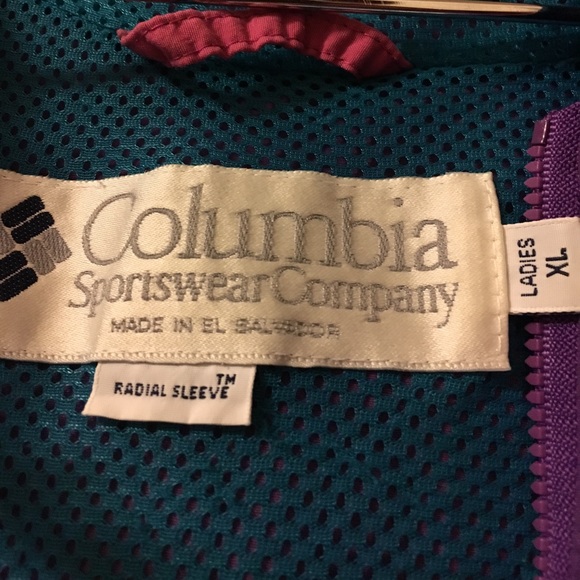 Columbia
Sportswear Company
MADE IN EL SALVADOR
RADIAL SLEEVE™
LADIES
XL